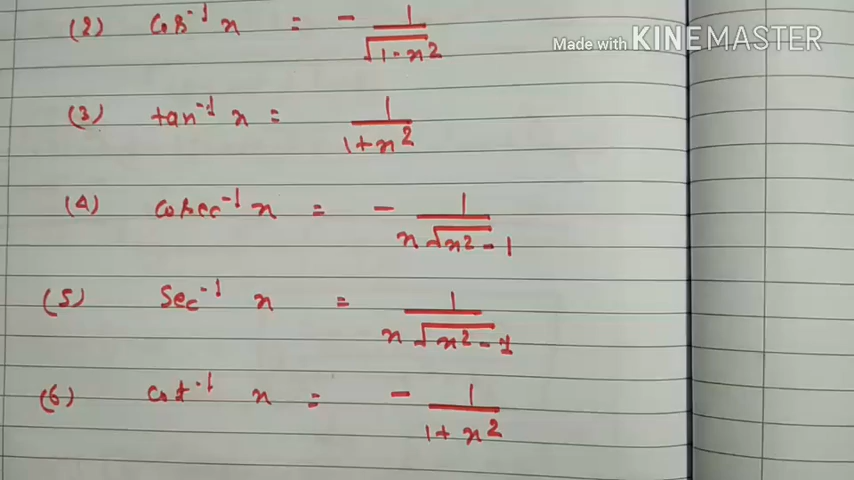 (2) cos⁻¹ x = - 1/√1-x²
Made with KINEMASTER
(3) tan⁻¹ x = 1/1+x²
(4) cosec⁻¹ x = - 1/x√x²-1
(5) Sec⁻¹ x = 1/x√x²-1
(6) cot⁻¹ x = - 1/1+x²